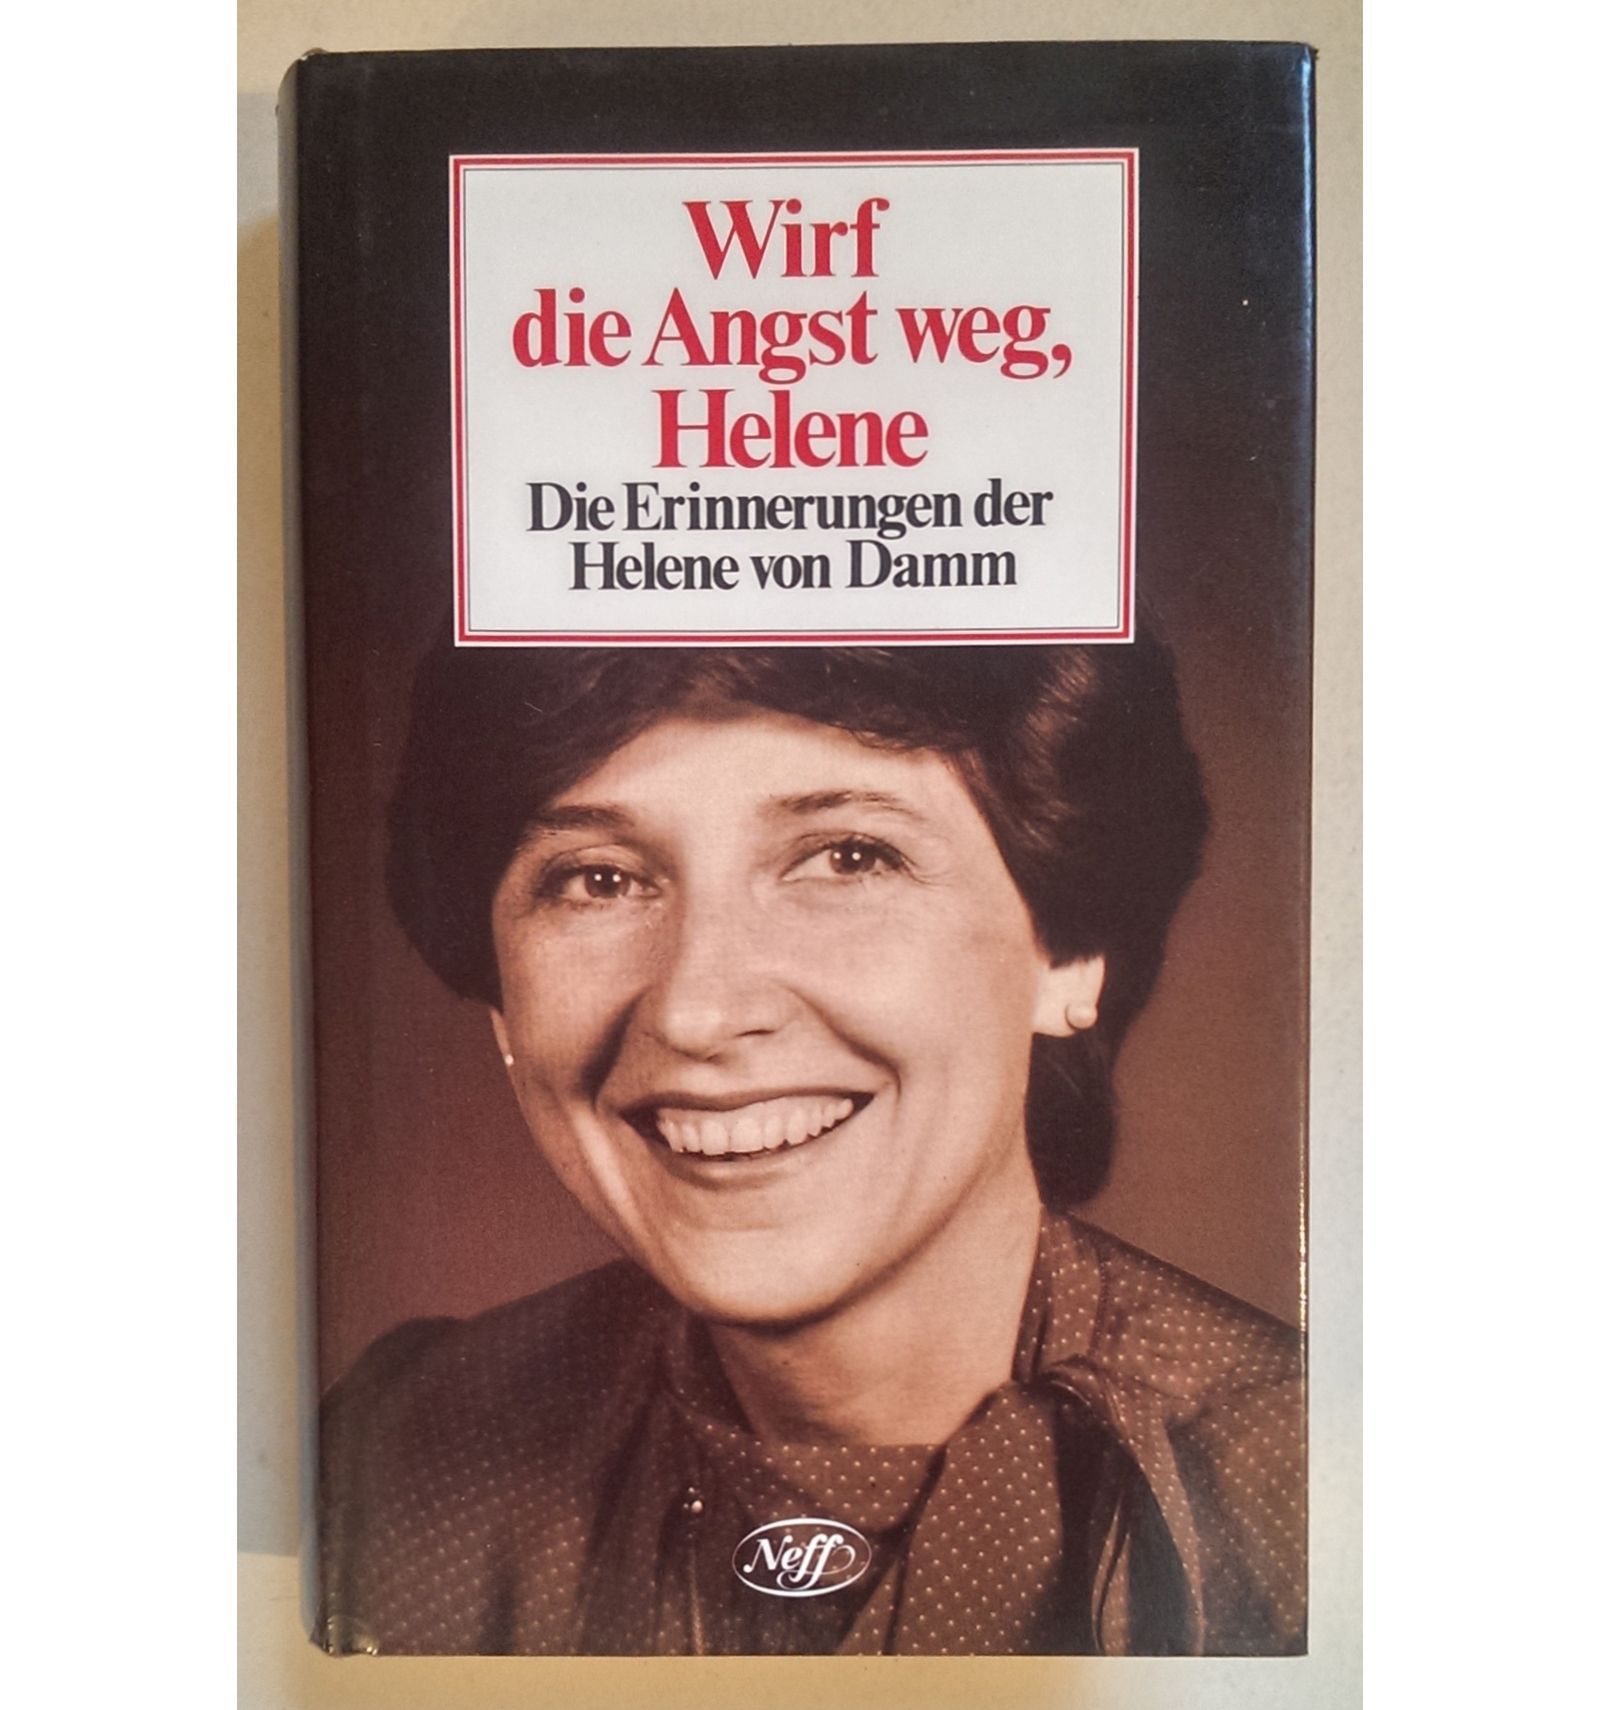 Wirf
die Angst weg,
Helene
Die Erinnerungen der
Helene von Damm
Neff